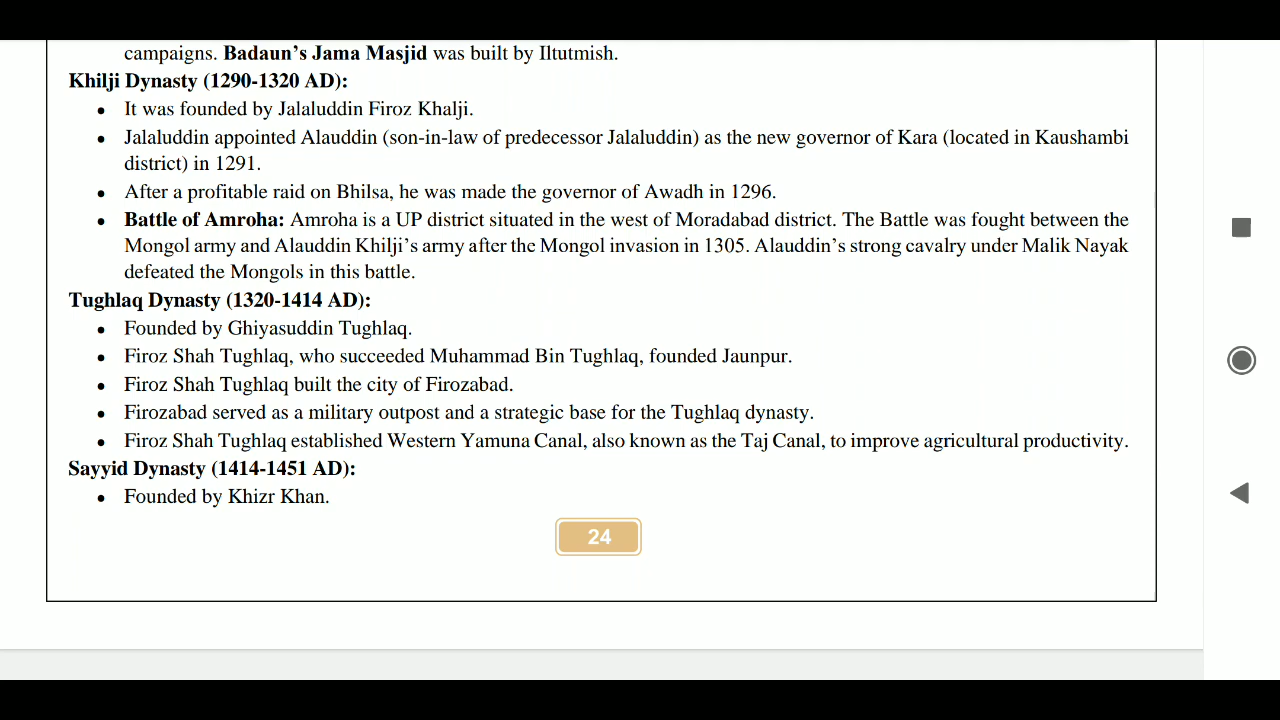 campaigns. Badaun's Jama Masjid was built by Iltutmish.
Khilji Dynasty (1290-1320 AD):
• It was founded by Jalaluddin Firoz Khalji.
• Jalaluddin appointed Alauddin (son-in-law of predecessor Jalaluddin) as the new governor of Kara (located in Kaushambi
district) in 1291.
• After a profitable raid on Bhilsa, he was made the governor of Awadh in 1296.
• Battle of Amroha: Amroha is a UP district situated in the west of Moradabad district. The Battle was fought between the
Mongol army and Alauddin Khilji's army after the Mongol invasion in 1305. Alauddin's strong cavalry under Malik Nayak
defeated the Mongols in this battle.
Tughlaq Dynasty (1320-1414 AD):
• Founded by Ghiyasuddin Tughlaq.
• Firoz Shah Tughlaq, who succeeded Muhammad Bin Tughlaq, founded Jaunpur.
• Firoz Shah Tughlaq built the city of Firozabad.
• Firozabad served as a military outpost and a strategic base for the Tughlaq dynasty.
• Firoz Shah Tughlaq established Western Yamuna Canal, also known as the Taj Canal, to improve agricultural productivity.
Sayyid Dynasty (1414-1451 AD):
• Founded by Khizr Khan.
24